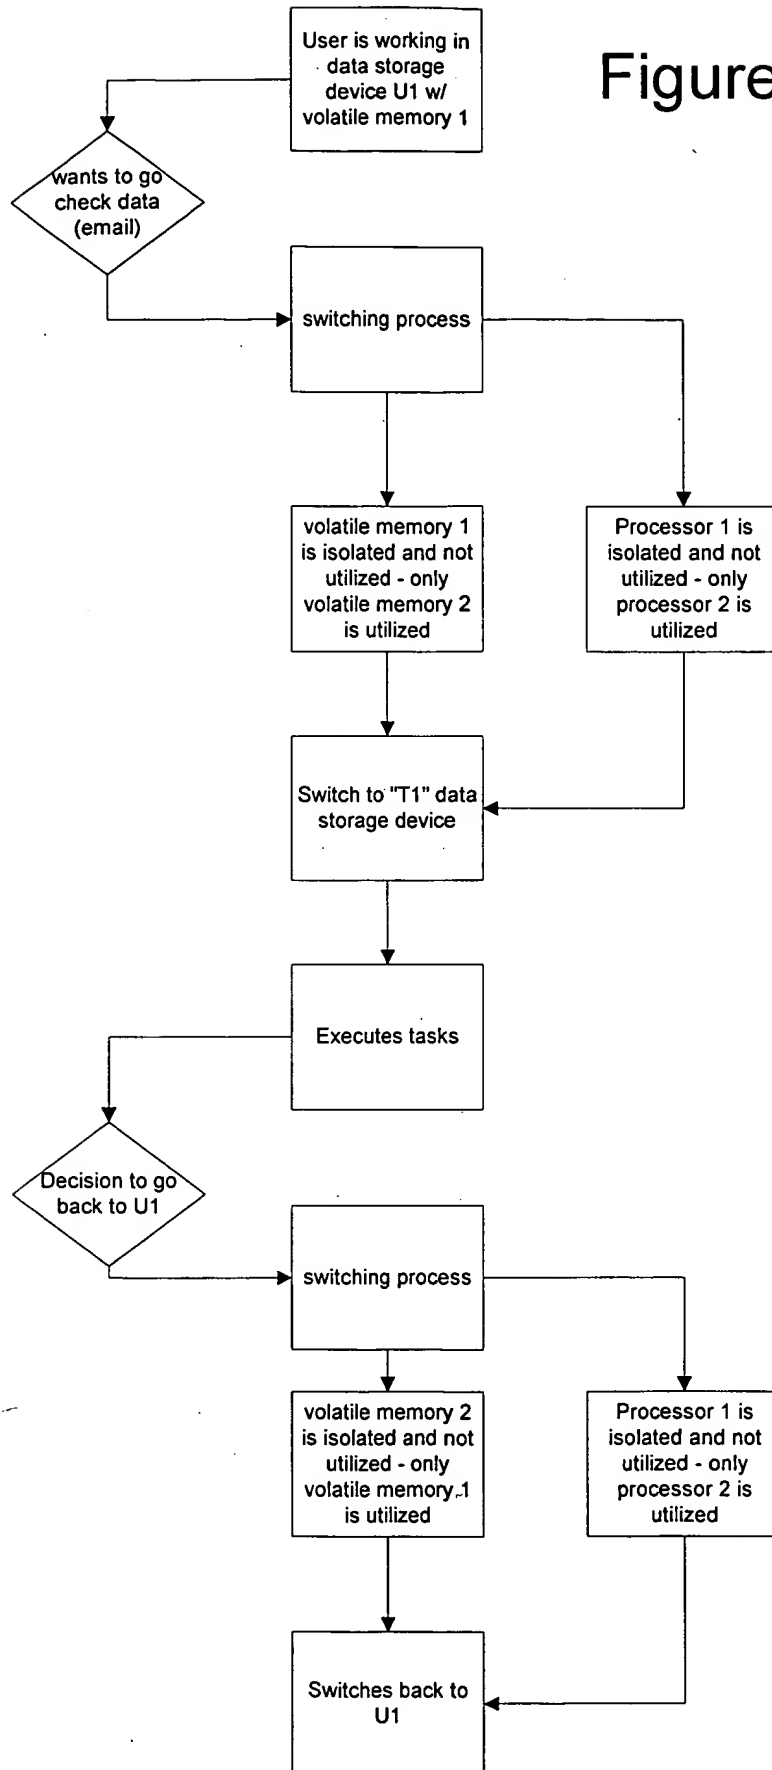 User is working in
data storage
device U1 w/
volatile memory 1
Figure
wants to go
check data
(email)
switching process
volatile memory 1
is isolated and not
utilized - only
volatile memory 2
is utilized
Processor 1 is
isolated and not
utilized - only
processor 2 is
utilized
Switch to "T1" data
storage device
Executes tasks
Decision to go
back to U1
switching process
volatile memory 2
is isolated and not
utilized - only
volatile memory 1
is utilized
Processor 1 is
isolated and not
utilized - only
processor 2 is
utilized
Switches back to
U1